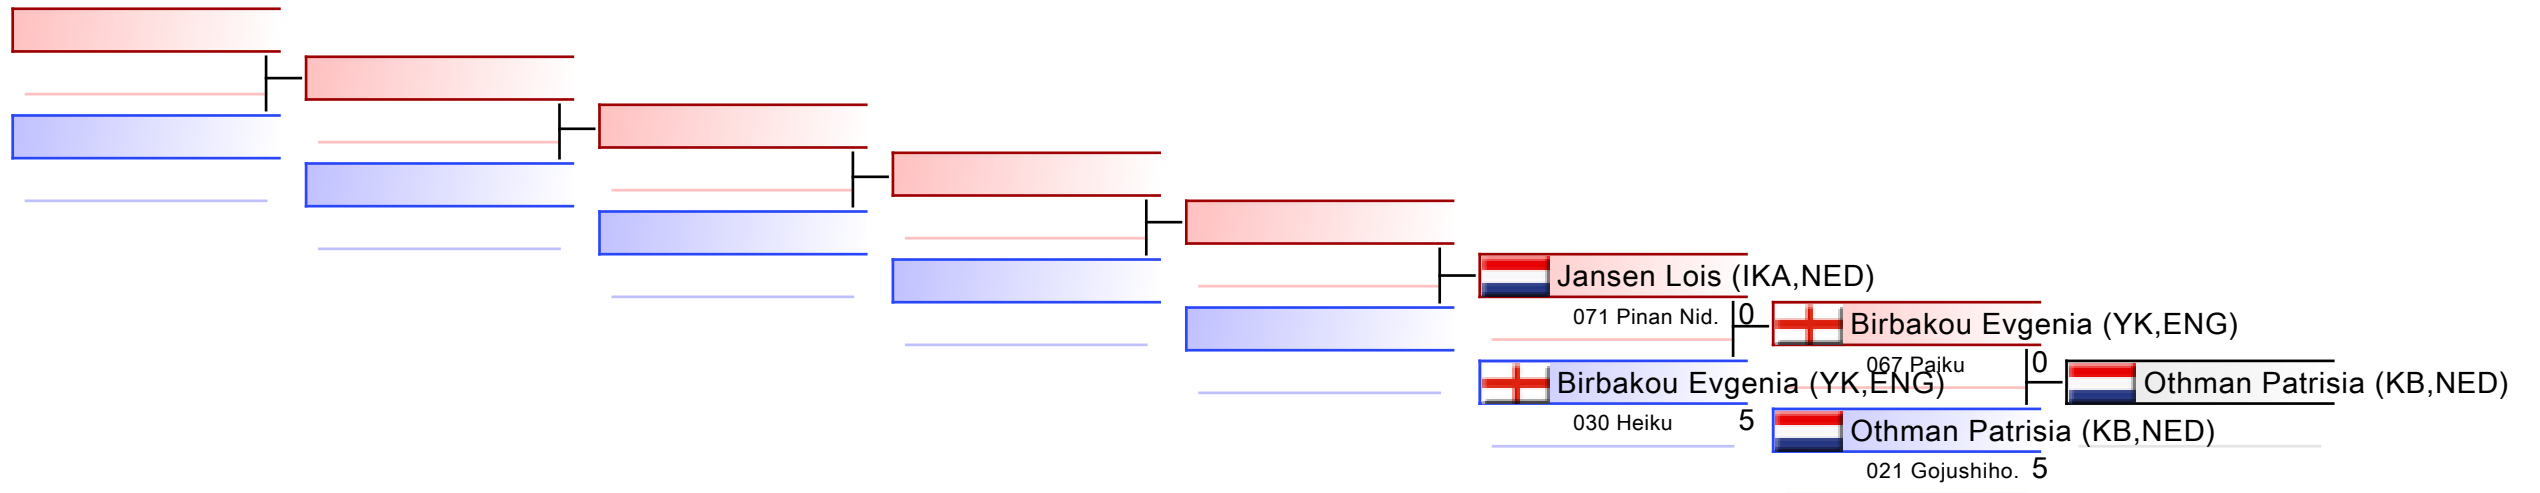 Jansen Lois (IKA,NED)
071 Pinan Nid. 0
Birbakou Evgenia (YK,ENG)
030 Heiku 5
Birbakou Evgenia (YK,ENG)
067 Paiku 0
Othman Patrisia (KB,NED)
021 Gojushiho. 5
Othman Patrisia (KB,NED)